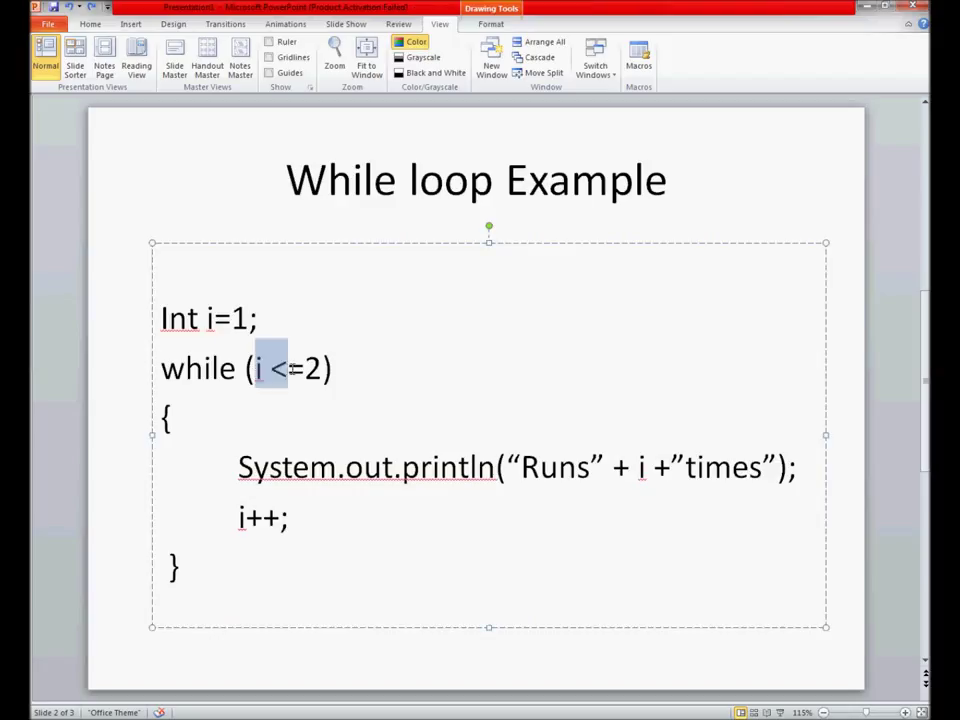 Presentation1 - Microsoft PowerPoint (Product Activation Failed)
Drawing Tools
File Home Insert Design Transitions Animations Slide Show Review View Format
Normal Slide Sorter Notes Page Reading View Slide Master Handout Master Notes Master
Ruler
Gridlines
Guides
Zoom Fit to Window
Color
Grayscale
Black and White
New Window
Arrange All
Cascade
Move Split
Switch Windows
Macros
Presentation Views Master Views Show Zoom Color/Grayscale Window Macros
While loop Example
Int i=1;
while (i <=2)
{
System.out.println(“Runs” + i +”times”);
i++;
}
Slide 2 of 3 "Office Theme" 115%